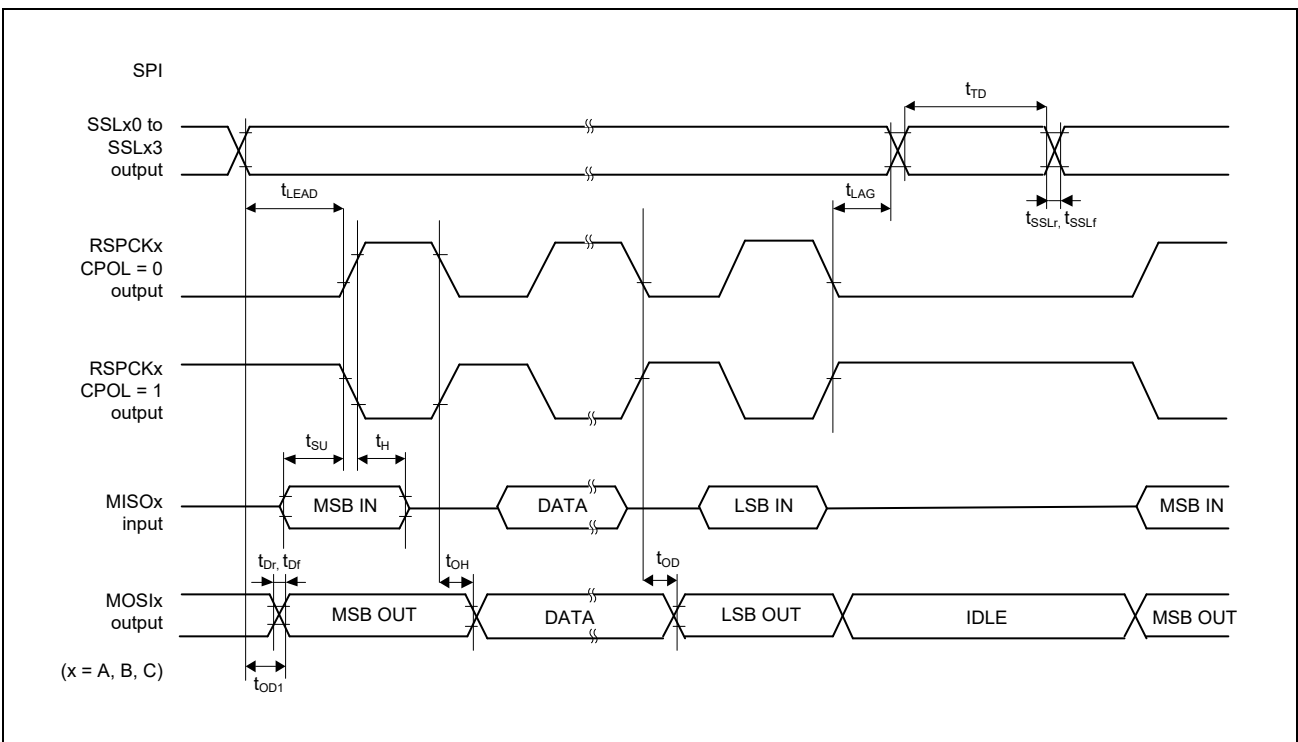 SPI
t_TD
SSLx0 to
SSLx3
output
t_LEAD
t_LAG
t_SSLr, t_SSLf
RSPCKx
CPOL = 0
output
RSPCKx
CPOL = 1
output
t_SU
t_H
MISOx
input
MSB IN
DATA
LSB IN
MSB IN
t_Dr, t_Df
t_OH
t_OD
MOSIx
output
MSB OUT
DATA
LSB OUT
IDLE
MSB OUT
(x = A, B, C)
t_OD1